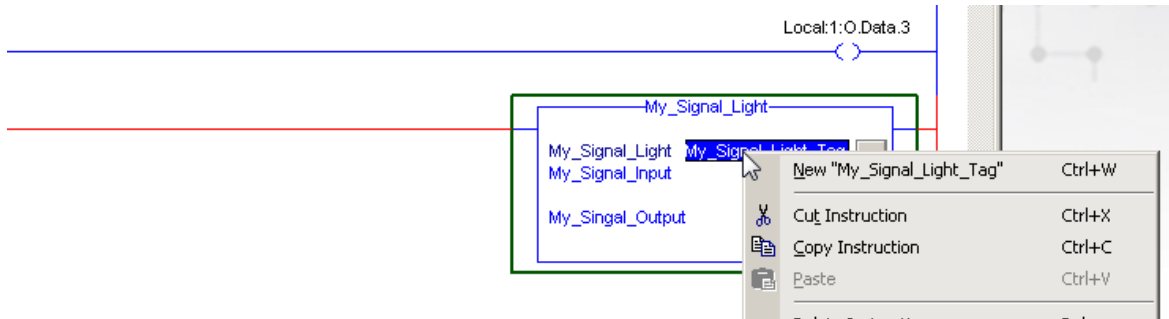 Local:1:O.Data.3
My_Signal_Light
My_Signal_Light My_Signal_Light_Tag
My_Signal_Input
My_Singal_Output
New "My_Signal_Light_Tag" Ctrl+W
Cut Instruction Ctrl+X
Copy Instruction Ctrl+C
Paste Ctrl+V